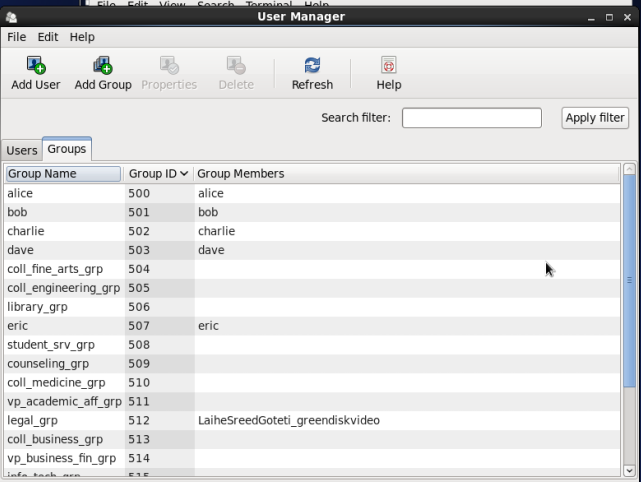 File Edit View Search Terminal Help
User Manager
File Edit Help
Add User Add Group Properties Delete Refresh Help
Search filter: Apply filter
Users Groups
Group Name Group ID Group Members
alice 500 alice
bob 501 bob
charlie 502 charlie
dave 503 dave
coll_fine_arts_grp 504
coll_engineering_grp 505
library_grp 506
eric 507 eric
student_srv_grp 508
counseling_grp 509
coll_medicine_grp 510
vp_academic_aff_grp 511
legal_grp 512 LaiheSreedGoteti_greendiskvideo
coll_business_grp 513
vp_business_fin_grp 514
info_tech_grp 515